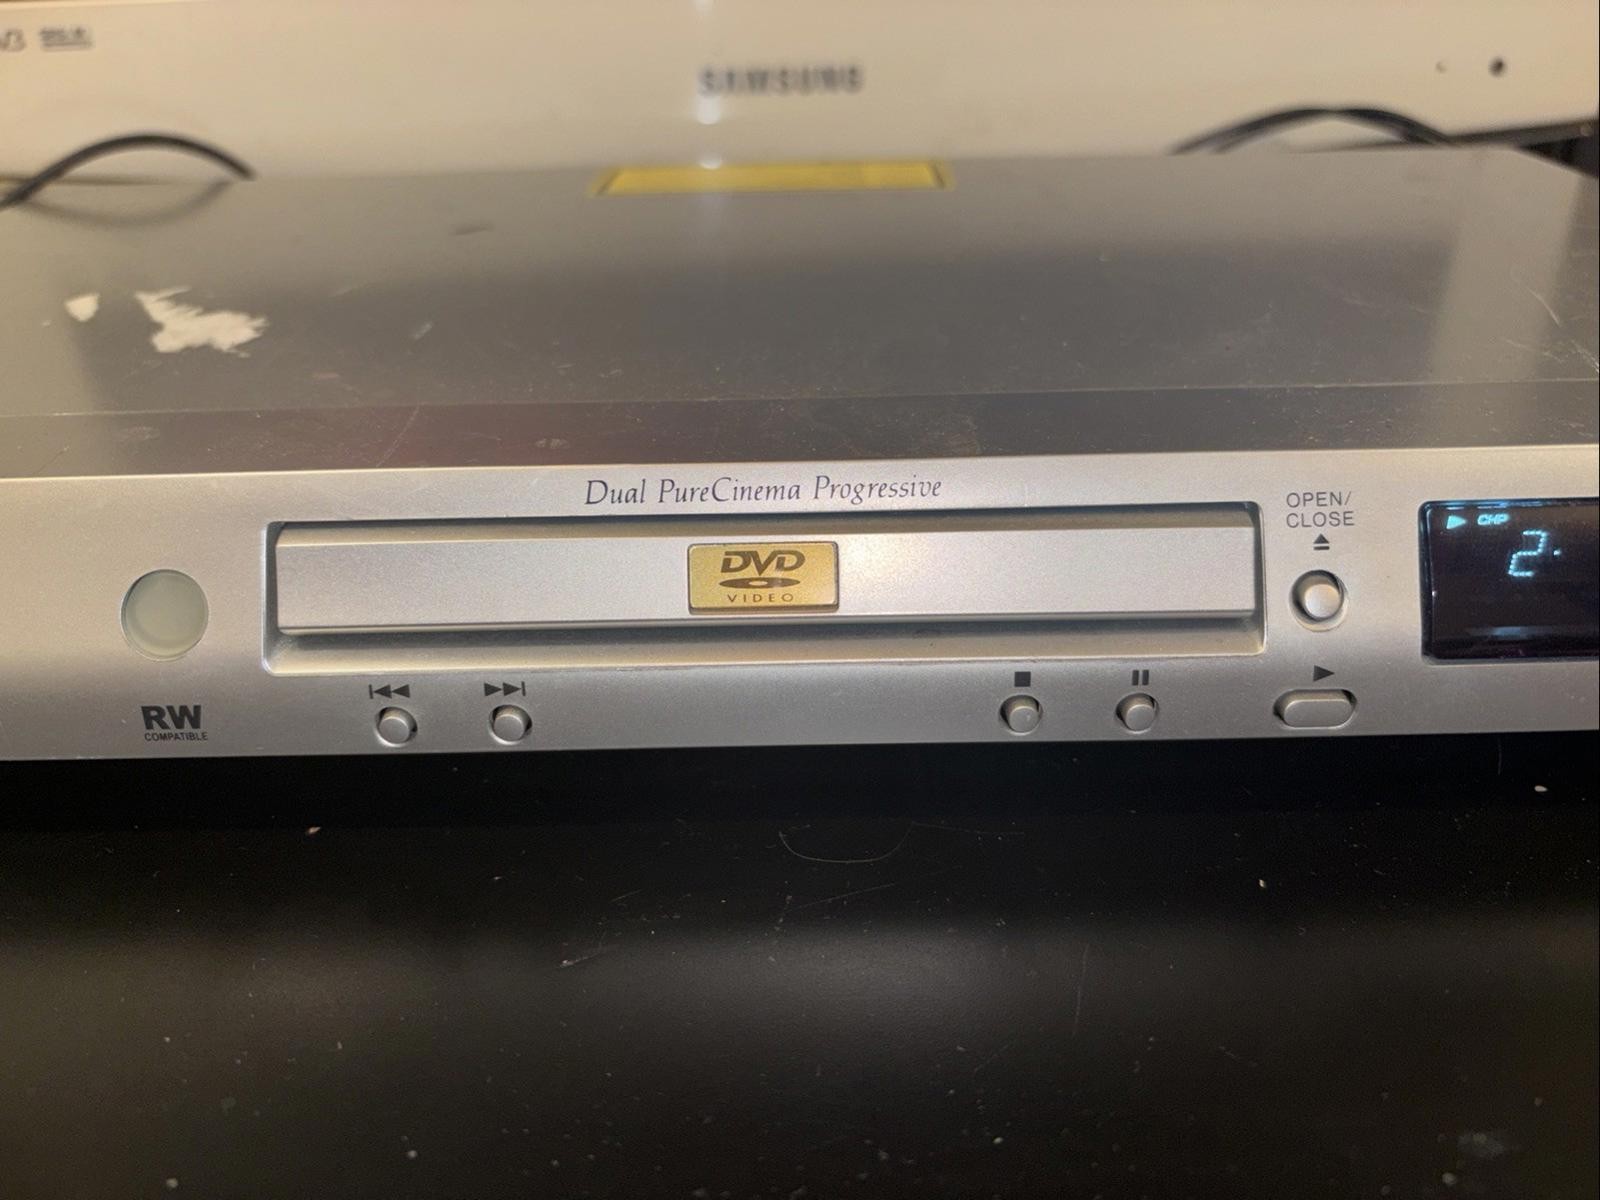 SAMSUNG
Dual PureCinema Progressive
OPEN/
CLOSE
CHP
2
DVD
VIDEO
RW
COMPATIBLE